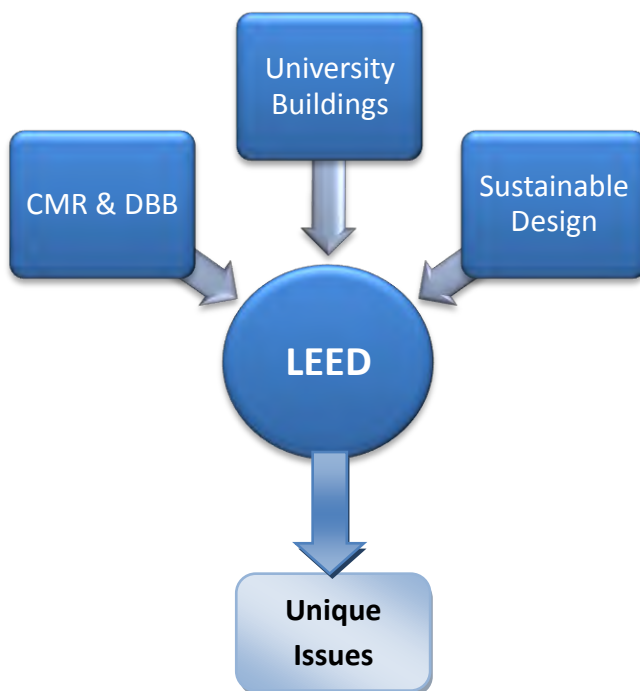 University
Buildings
CMR & DBB
Sustainable
Design
LEED
Unique
Issues